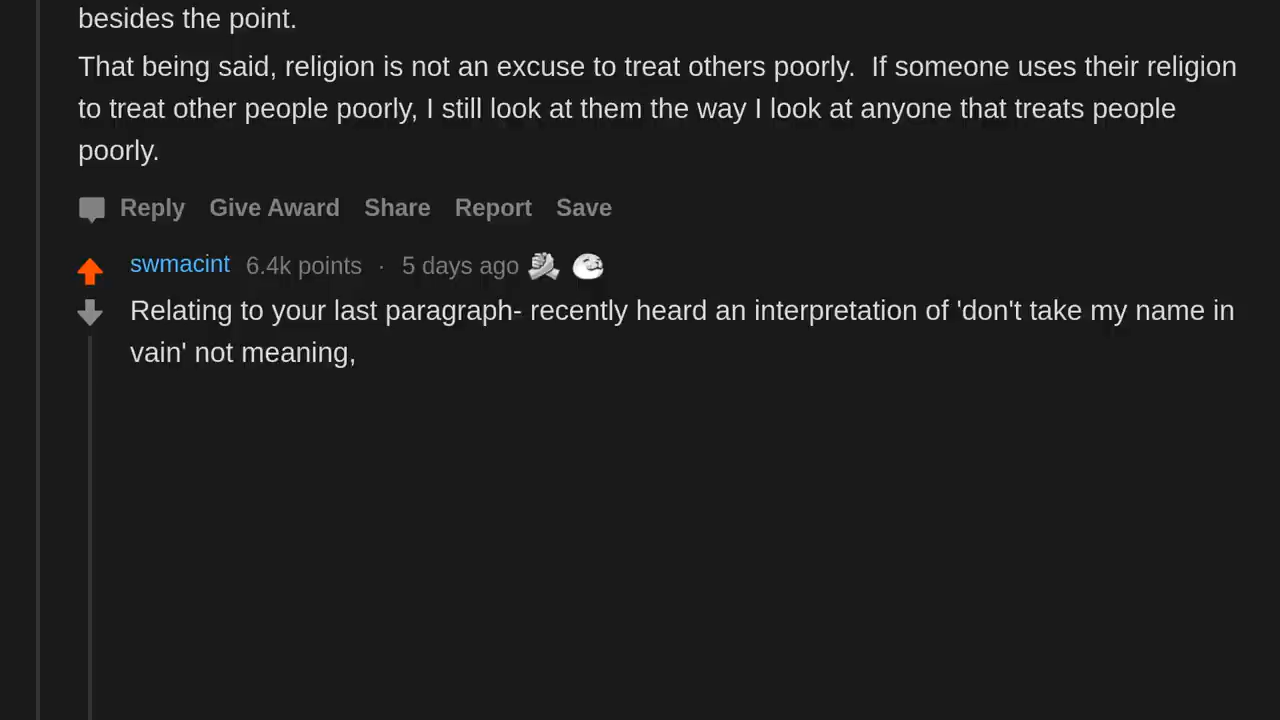 besides the point.
That being said, religion is not an excuse to treat others poorly.  If someone uses their religion
to treat other people poorly, I still look at them the way I look at anyone that treats people
poorly.
Reply Give Award Share Report Save
swmacint 6.4k points · 5 days ago
Relating to your last paragraph- recently heard an interpretation of 'don't take my name in
vain' not meaning,